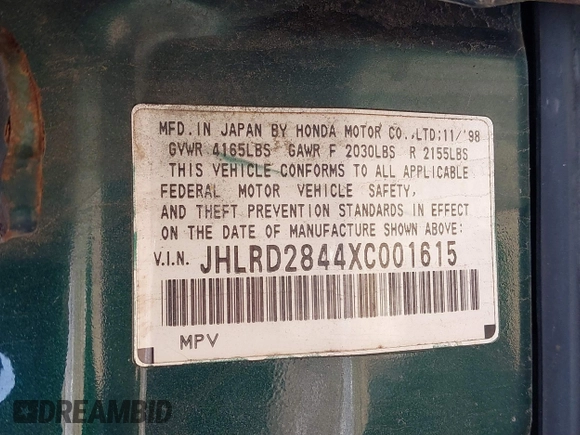 MFD. IN JAPAN BY HONDA MOTOR CO., LTD: 11/'98
GVWR 4165LBS GAWR F 2030LBS R 2155LBS
THIS VEHICLE CONFORMS TO ALL APPLICABLE
FEDERAL MOTOR VEHICLE SAFETY,
AND THEFT PREVENTION STANDARDS IN EFFECT
ON THE DATE OF MANUFACTURE SHOWN ABOVE:
V.I.N. JHLRD2844XC001615
MPV
DREAMBID